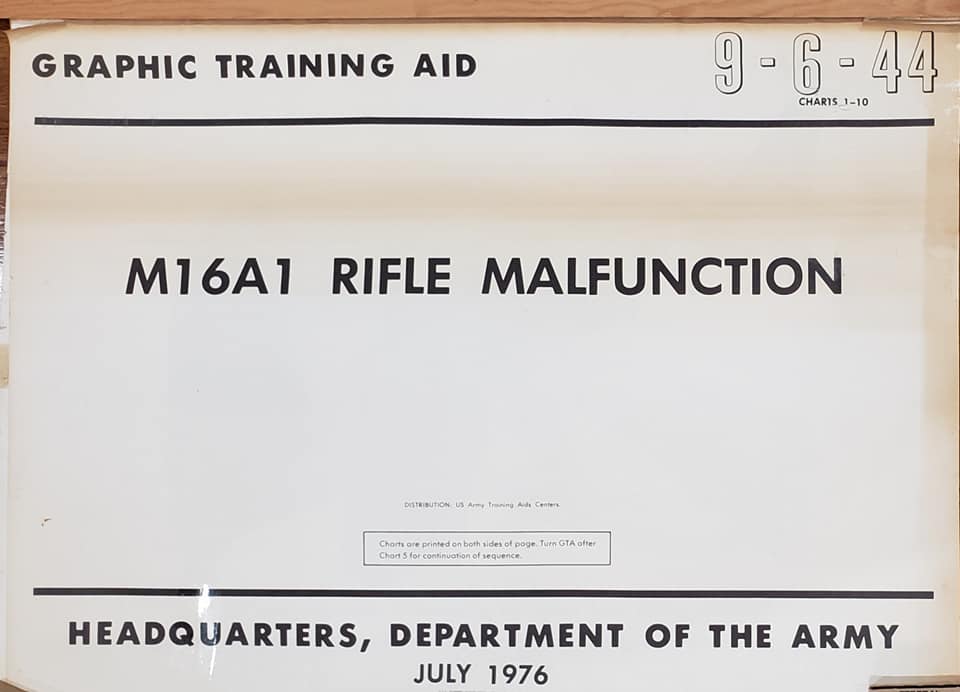 GRAPHIC TRAINING AID
9-6-44
CHARTS 1-10
M16A1 RIFLE MALFUNCTION
DISTRIBUTION: US Army Training Aids Centers.
Charts are printed on both sides of page. Turn GTA after
Chart 5 for continuation of sequence.
HEADQUARTERS, DEPARTMENT OF THE ARMY
JULY 1976